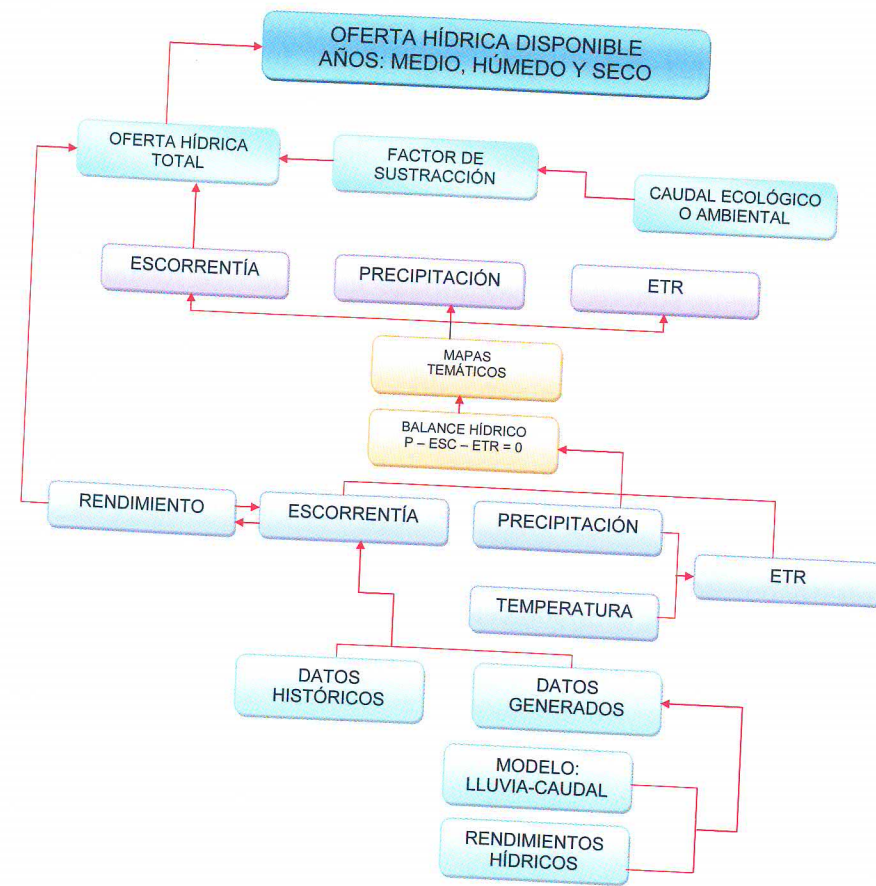 OFERTA HÍDRICA DISPONIBLE
AÑOS: MEDIO, HÚMEDO Y SECO
OFERTA HÍDRICA
TOTAL
FACTOR DE
SUSTRACCIÓN
CAUDAL ECOLÓGICO
O AMBIENTAL
ESCORRENTÍA
PRECIPITACIÓN
ETR
MAPAS
TEMÁTICOS
BALANCE HÍDRICO
P – ESC – ETR = 0
RENDIMIENTO
ESCORRENTÍA
PRECIPITACIÓN
ETR
TEMPERATURA
DATOS
HISTÓRICOS
DATOS
GENERADOS
MODELO:
LLUVIA-CAUDAL
RENDIMIENTOS
HÍDRICOS